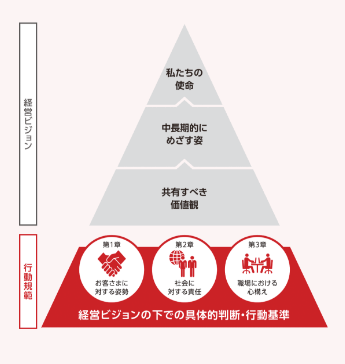 経営ビジョン
私たちの
使命
中長期的に
めざす姿
共有すべき
価値観
行動規範
第1章
お客さまに
対する姿勢
第2章
社会に
対する責任
第3章
職場における
心構え
経営ビジョンの下での具体的判断・行動基準